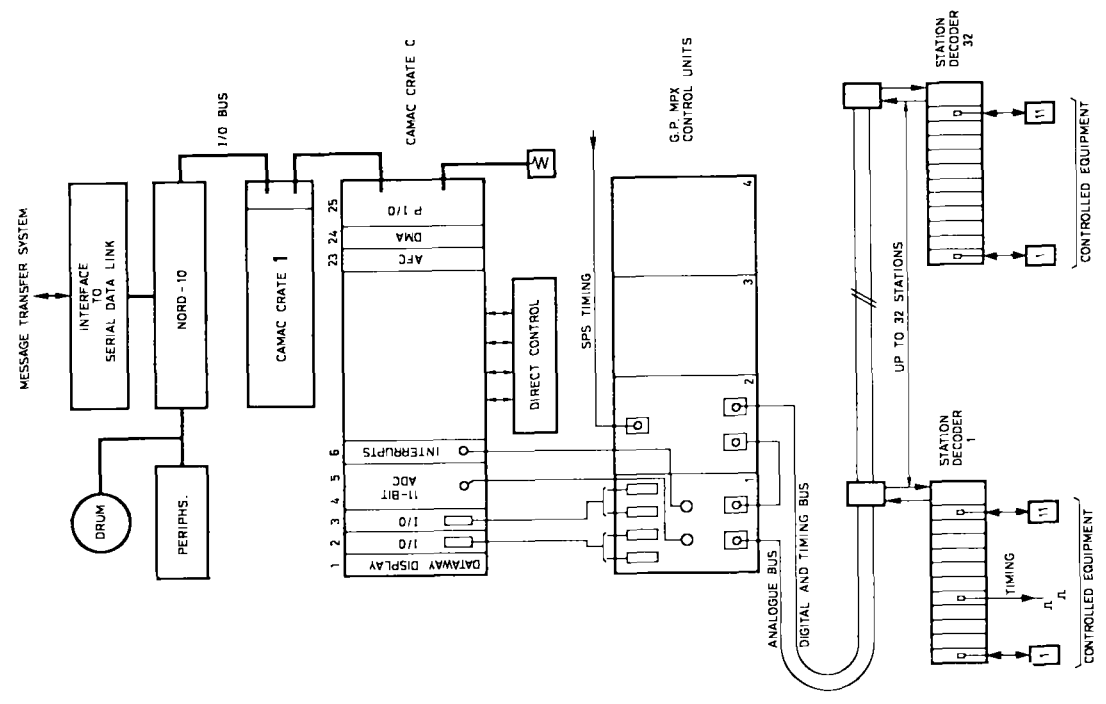 MESSAGE TRANSFER SYSTEM
INTERFACE
TO
SERIAL DATA LINK
NORD-10
DRUM
PERIPHS.
I/O BUS
CAMAC CRATE 1
CAMAC CRATE C
1
2
3
4
5
6
23
24
25
DATAWAY DISPLAY
I/O
I/O
11-BIT
ADC
INTERRUPTS
AFC
DMA
P I/O
W
DIRECT CONTROL
SPS TIMING
G.P. MPX
CONTROL UNITS
1
2
3
4
ANALOGUE BUS
DIGITAL AND TIMING BUS
UP TO 32 STATIONS
STATION
DECODER
1
STATION
DECODER
32
1
TIMING
11
CONTROLLED EQUIPMENT
1
11
CONTROLLED EQUIPMENT